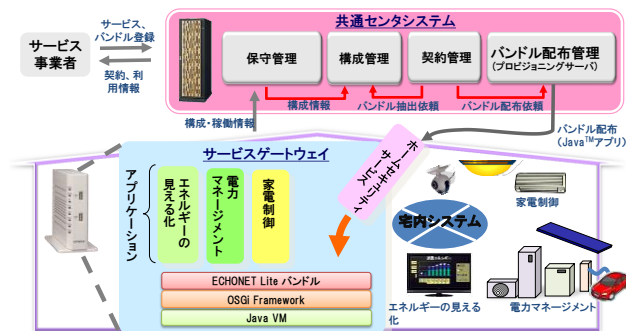 共通センタシステム
サービス、
バンドル登録
サービス
事業者
契約、利
用情報
保守管理
構成管理
契約管理
バンドル配布管理
(プロビジョニングサーバ)
構成情報
バンドル抽出依頼
バンドル配布依頼
構成・稼働情報
バンドル配布
(Java™アプリ)
サービスゲートウェイ
ホームセキュリティ
サービス
アプリケーション
エネルギーの
見える化
電力
マネージメント
家電制御
家電制御
宅内システム
ECHONET Lite バンドル
OSGi Framework
Java VM
エネルギーの見える
化
電力マネージメント